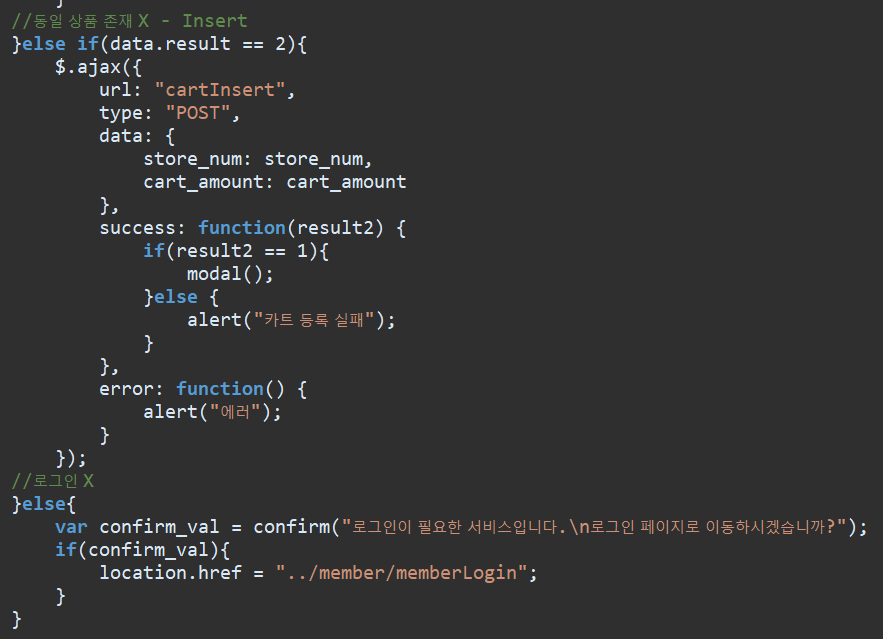 }
//동일 상품 존재 X - Insert
}else if(data.result == 2){
    $.ajax({
        url: "cartInsert",
        type: "POST",
        data: {
            store_num: store_num,
            cart_amount: cart_amount
        },
        success: function(result2) {
            if(result2 == 1){
                modal();
            }else {
                alert("카트 등록 실패");
            }
        },
        error: function() {
            alert("에러");
        }
    });
//로그인 X
}else{
    var confirm_val = confirm("로그인이 필요한 서비스입니다.\n로그인 페이지로 이동하시겠습니까?");
    if(confirm_val){
        location.href = "../member/memberLogin";
    }
}